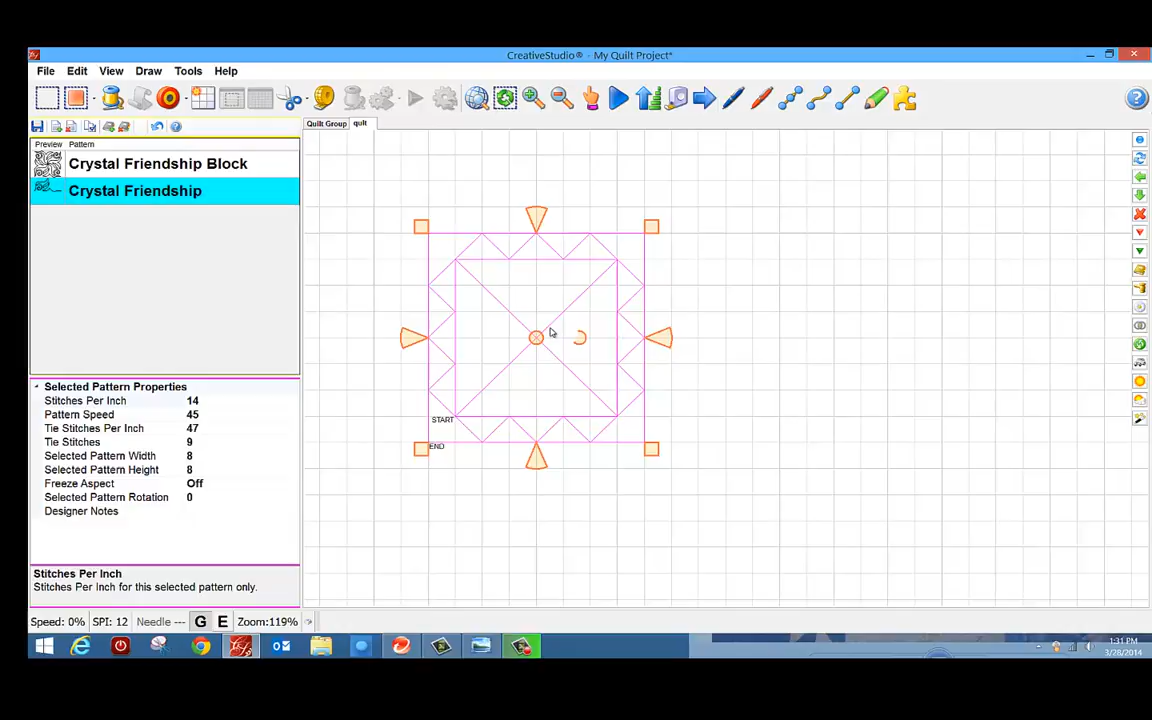 CreativeStudio® - My Quilt Project*
File Edit View Draw Tools Help
Quilt Group quilt
Preview Pattern
Crystal Friendship Block
Crystal Friendship
START
END
Selected Pattern Properties
Stitches Per Inch 14
Pattern Speed 45
Tie Stitches Per Inch 47
Tie Stitches 9
Selected Pattern Width 8
Selected Pattern Height 8
Freeze Aspect Off
Selected Pattern Rotation 0
Designer Notes
Stitches Per Inch
Stitches Per Inch for this selected pattern only.
Speed: 0% SPI: 12 Needle --- G E Zoom:119%
1:31 PM
3/28/2014